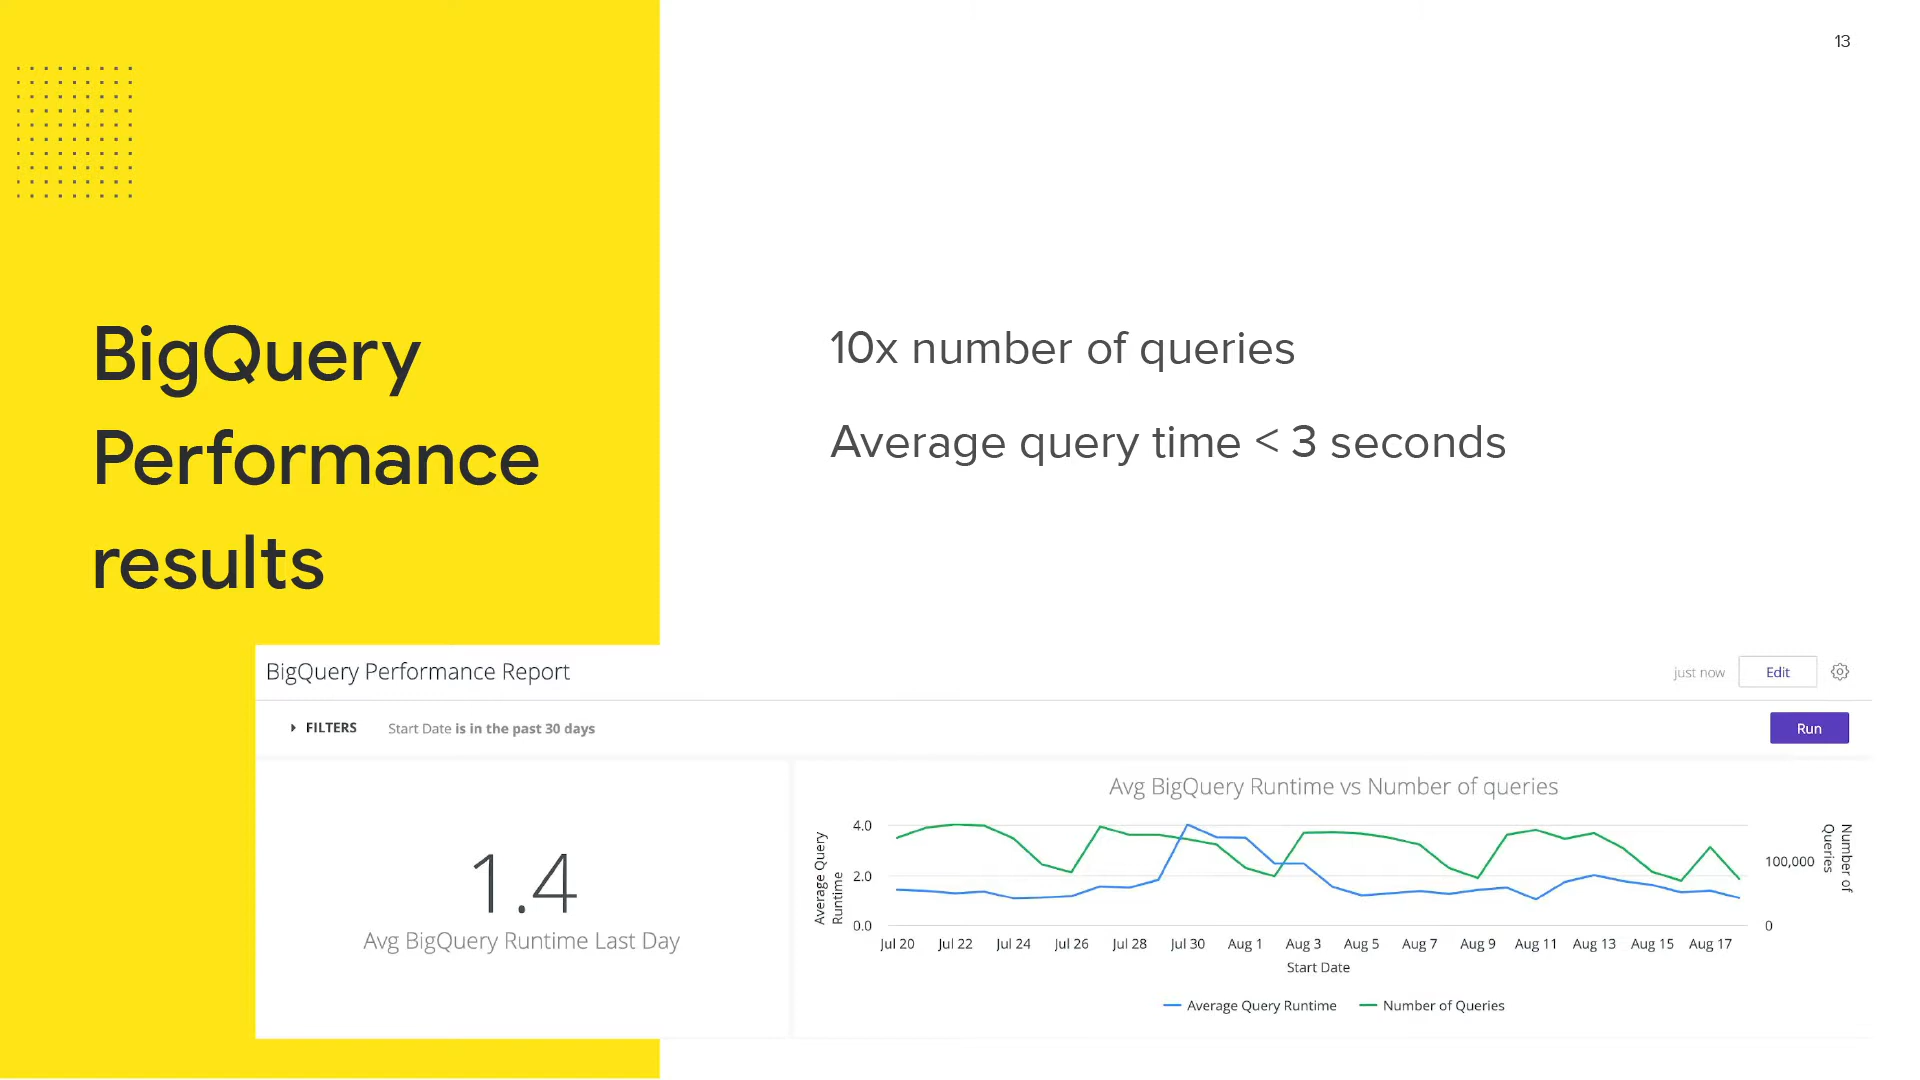 13
BigQuery
Performance
results
10x number of queries
Average query time < 3 seconds
BigQuery Performance Report
just now
Edit
FILTERS
Start Date is in the past 30 days
Run
1.4
Avg BigQuery Runtime Last Day
Avg BigQuery Runtime vs Number of queries
Average Query
Runtime
4.0
2.0
0.0
Number of
Queries
100,000
0
Jul 20 Jul 22 Jul 24 Jul 26 Jul 28 Jul 30 Aug 1 Aug 3 Aug 5 Aug 7 Aug 9 Aug 11 Aug 13 Aug 15 Aug 17
Start Date
Average Query Runtime Number of Queries